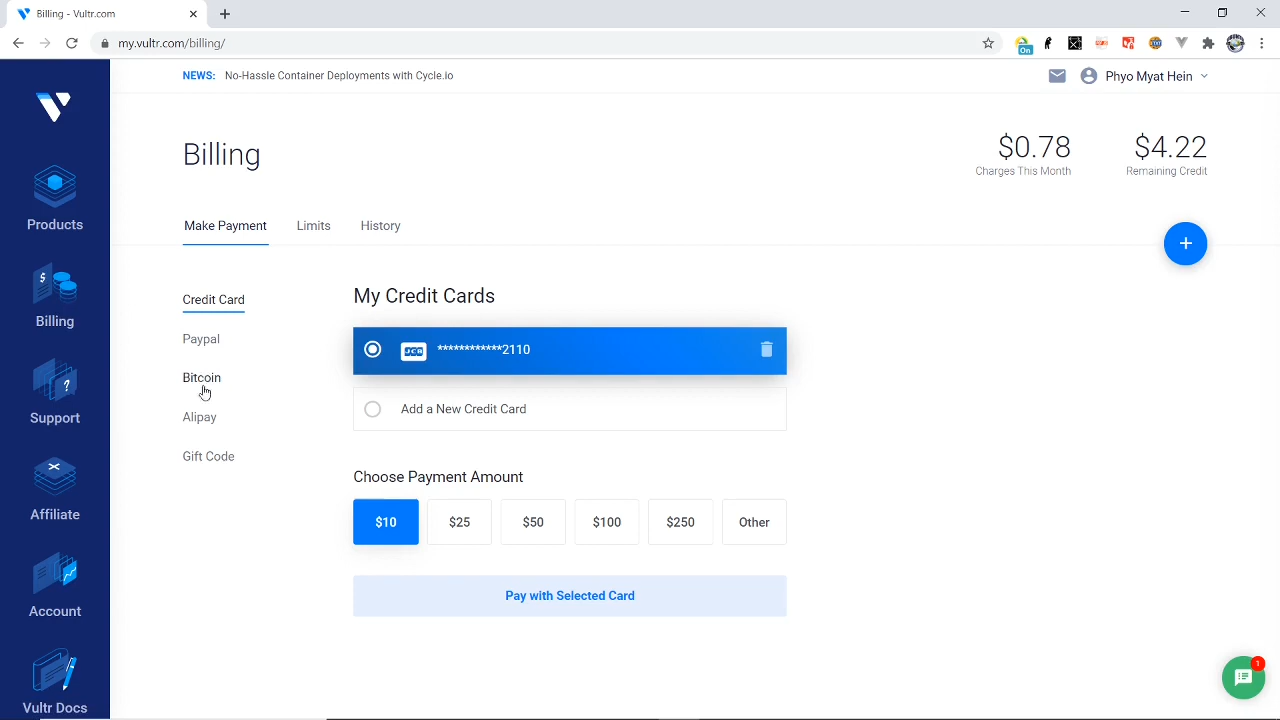 Billing - Vultr.com
my.vultr.com/billing/
On
NEWS: No-Hassle Container Deployments with Cycle.io
Phyo Myat Hein
Billing
$0.78
Charges This Month
$4.22
Remaining Credit
Make Payment Limits History
+
Products
Billing
Support
Affiliate
Account
Vultr Docs
Credit Card
Paypal
Bitcoin
Alipay
Gift Code
My Credit Cards
************2110
Add a New Credit Card
Choose Payment Amount
$10 $25 $50 $100 $250 Other
Pay with Selected Card
1